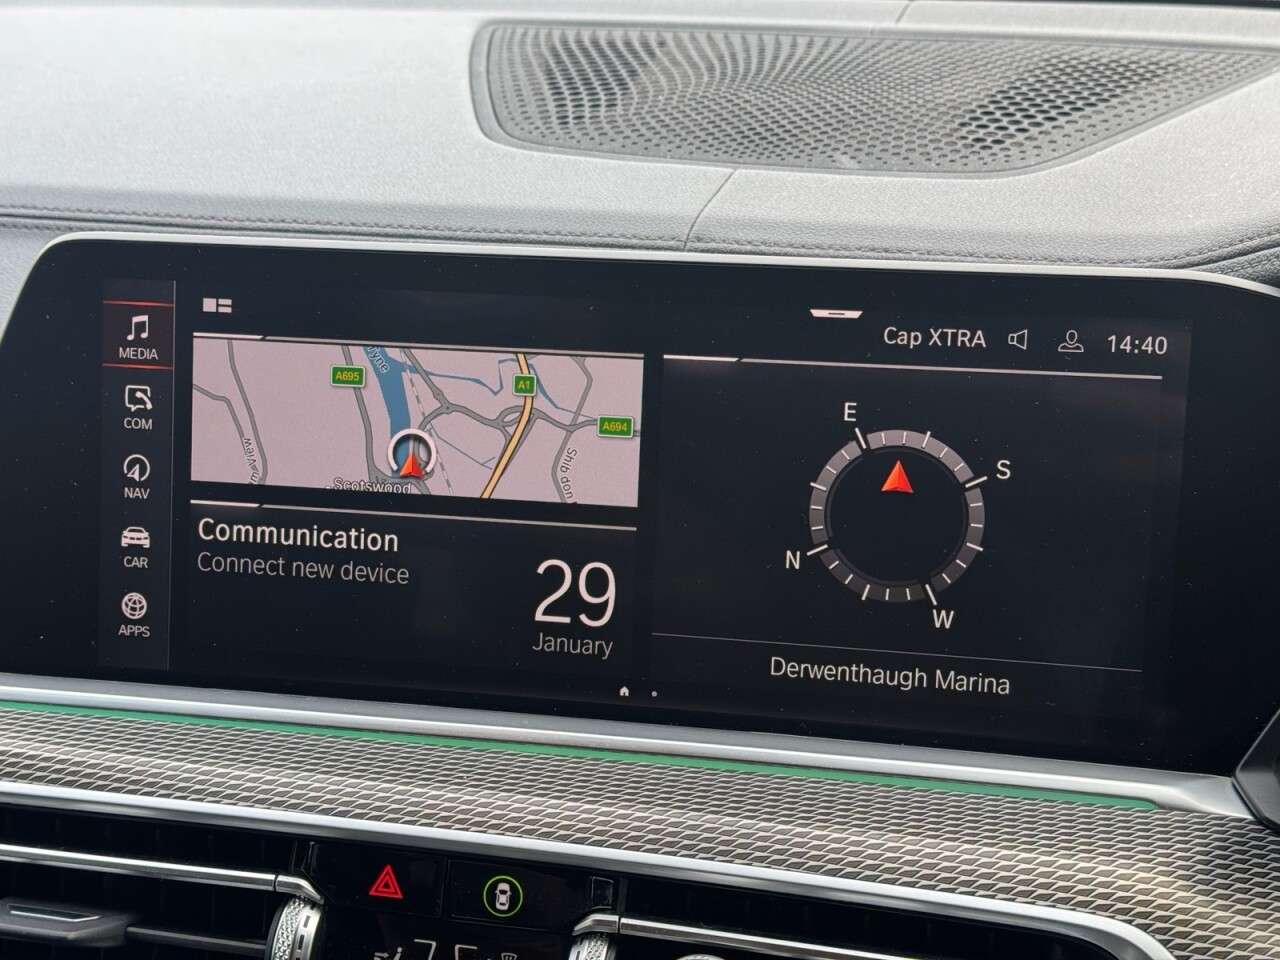 Cap XTRA 14:40
MEDIA
COM
NAV
CAR
APPS
Tyne
A695
A1
A694
Scotswood
Communication
Connect new device
29
January
E
S
N
W
Derwenthaugh Marina